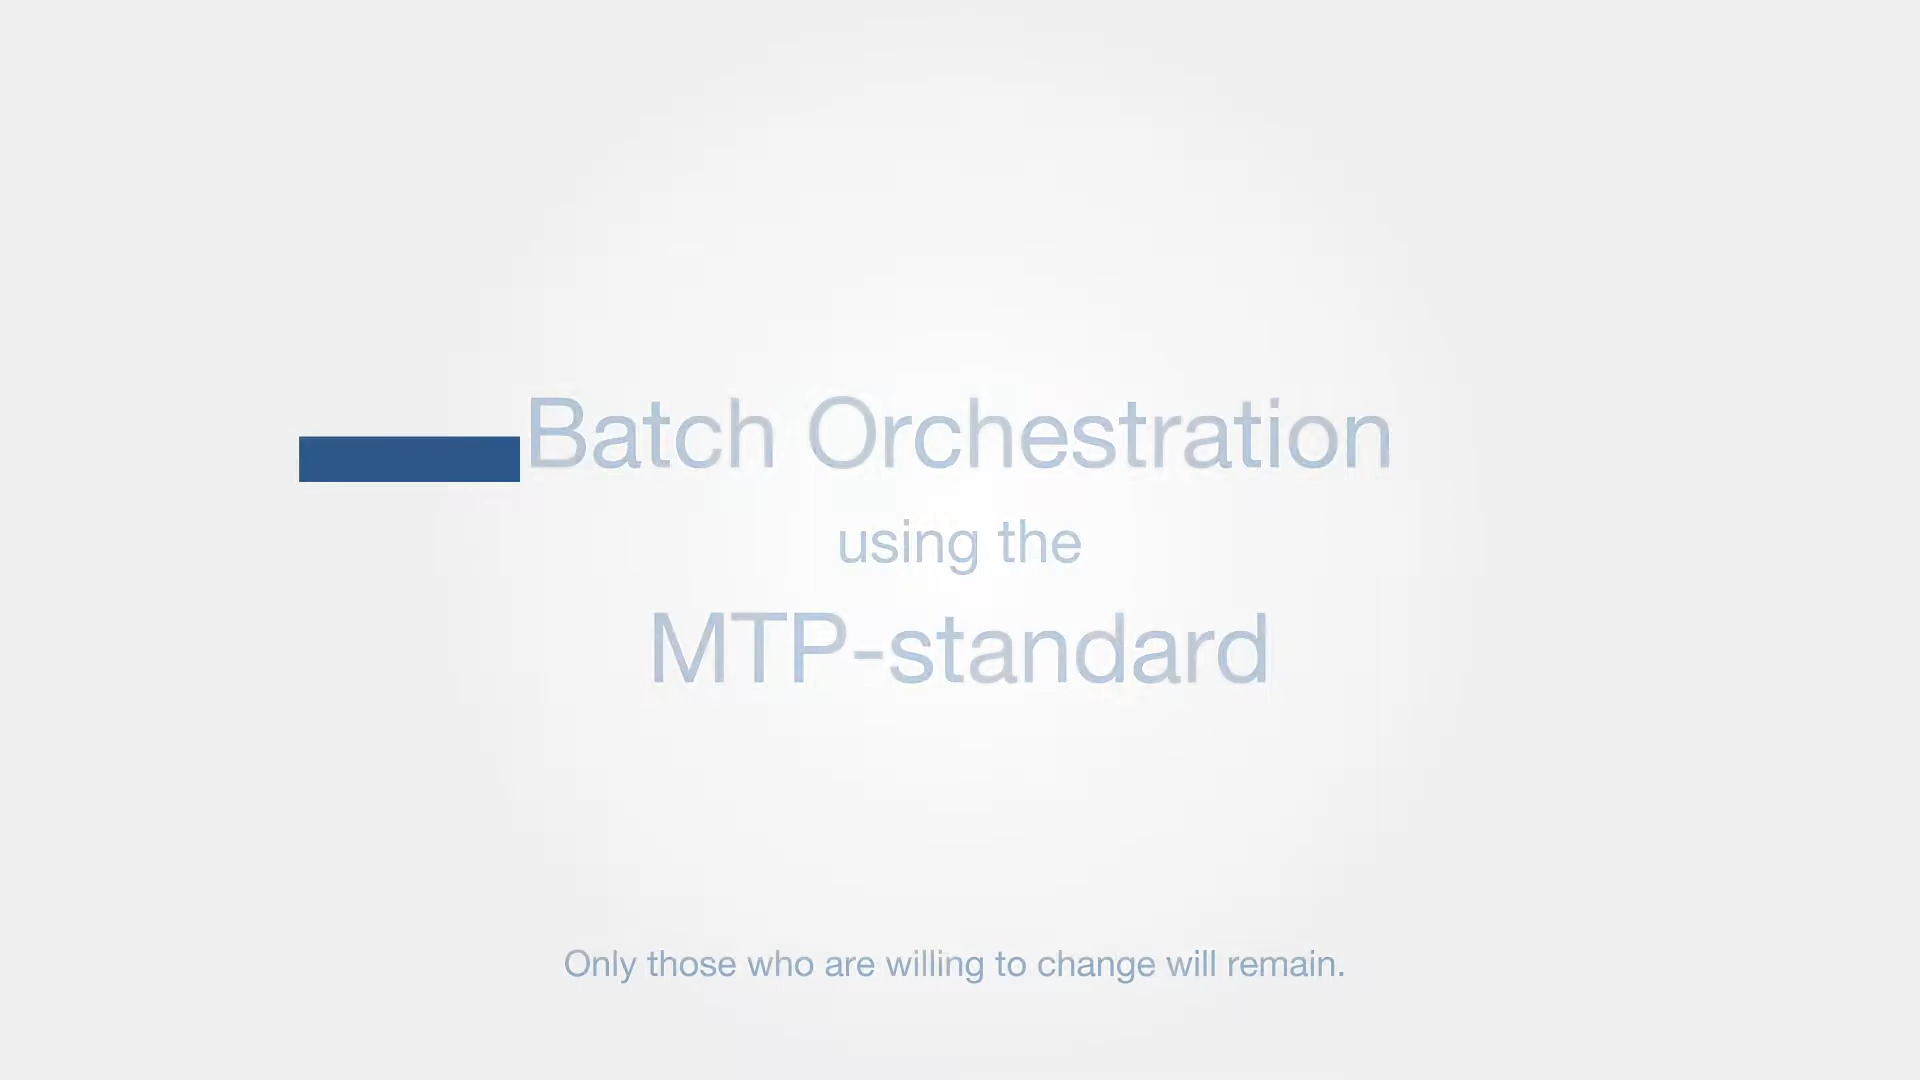 Batch Orchestration
using the
MTP-standard
Only those who are willing to change will remain.